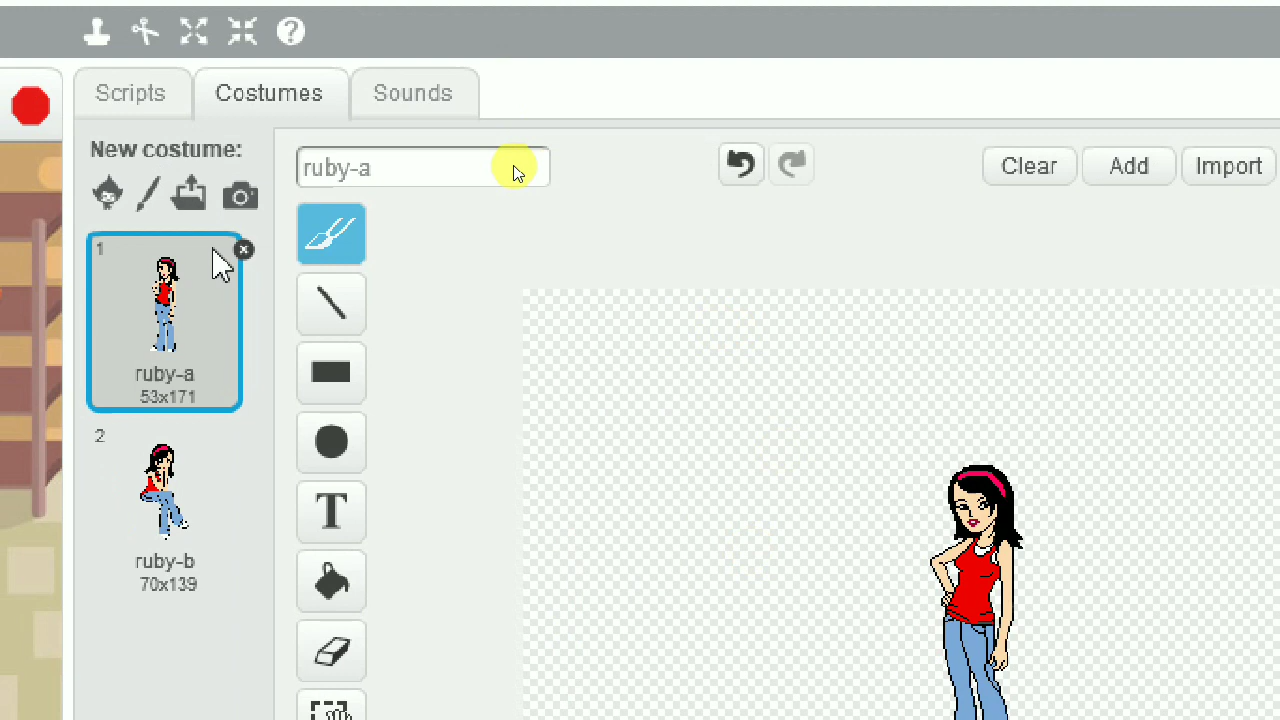 Scripts Costumes Sounds
New costume:
ruby-a
Clear Add Import
1
ruby-a
53x171
T
2
ruby-b
70x139